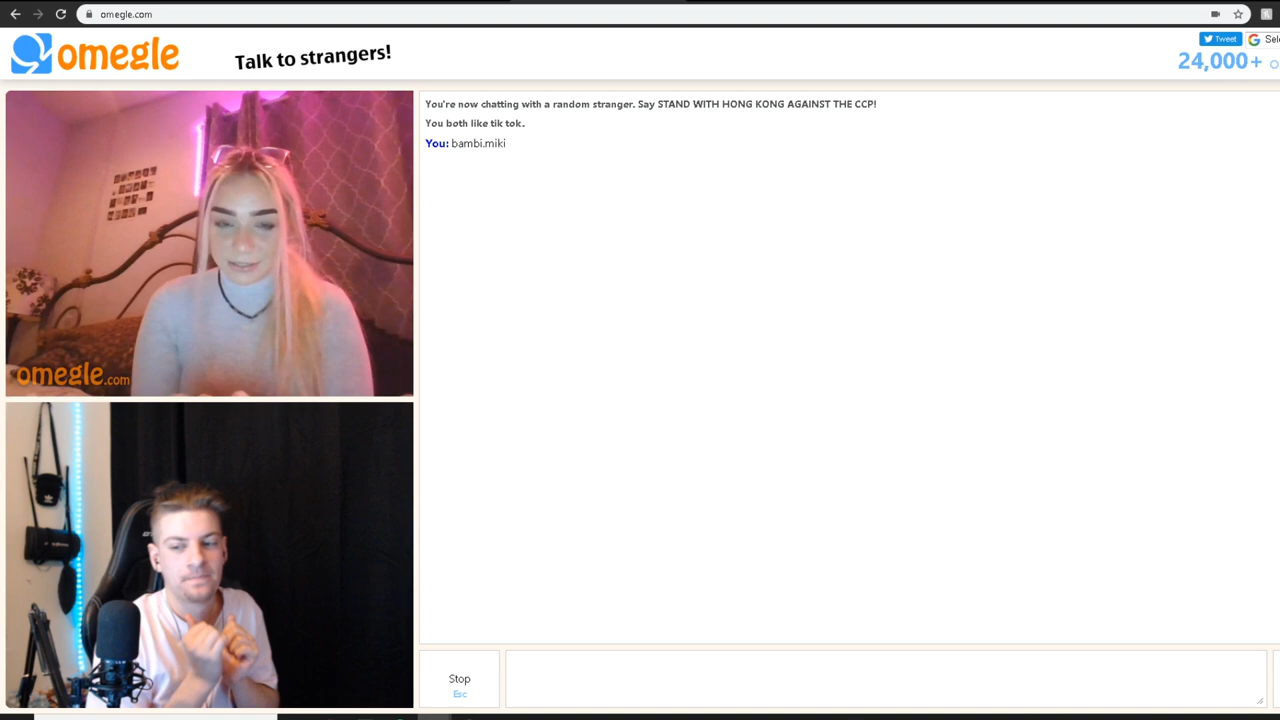 omegle.com
omegle Talk to strangers!
Tweet
24,000+
You're now chatting with a random stranger. Say STAND WITH HONG KONG AGAINST THE CCP!
You both like tik tok.
You: bambi.miki
omegle.com
Stop
Esc